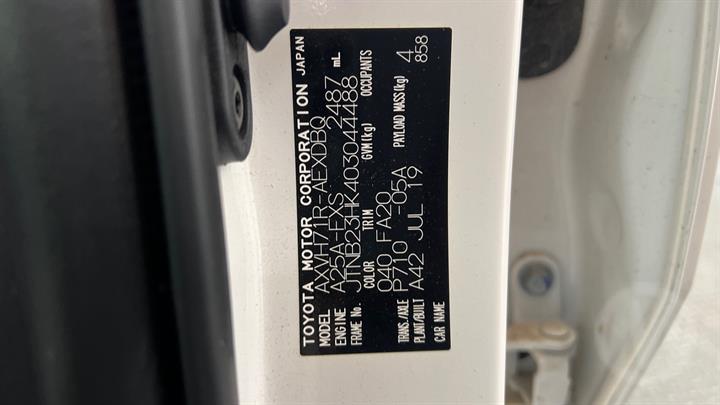 TOYOTA MOTOR CORPORATION JAPAN
MODEL AXVH71R-AEXDBQ
ENGINE A25A-FXS 2487 mL
FRAME No. JTNB23HK403044488
COLOR TRIM GVM(kg) OCCUPANTS
040 FA20 4
TRANS./AXLE P710 -05A PAYLOAD MASS(kg) 858
PLANT/BUILT A42 JUL 19
CAR NAME